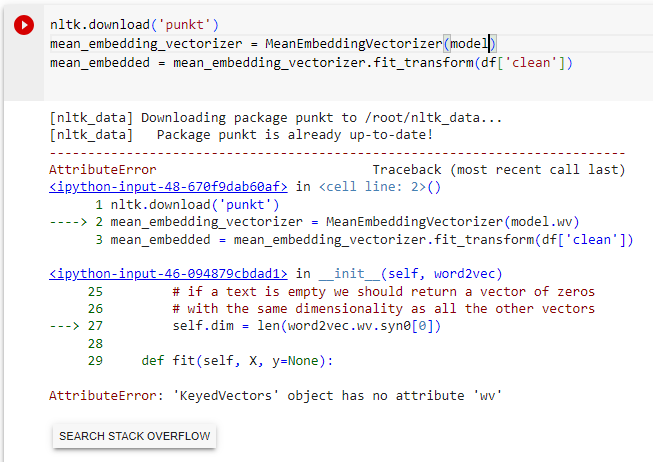 nltk.download('punkt')
mean_embedding_vectorizer = MeanEmbeddingVectorizer(model)
mean_embedded = mean_embedding_vectorizer.fit_transform(df['clean'])
[nltk_data] Downloading package punkt to /root/nltk_data...
[nltk_data]   Package punkt is already up-to-date!
---------------------------------------------------------------------------
AttributeError                            Traceback (most recent call last)
<ipython-input-48-670f9dab60af> in <cell line: 2>()
      1 nltk.download('punkt')
----> 2 mean_embedding_vectorizer = MeanEmbeddingVectorizer(model.wv)
      3 mean_embedded = mean_embedding_vectorizer.fit_transform(df['clean'])
<ipython-input-46-094879cbdad1> in __init__(self, word2vec)
     25         # if a text is empty we should return a vector of zeros
     26         # with the same dimensionality as all the other vectors
---> 27         self.dim = len(word2vec.wv.syn0[0])
     28
     29     def fit(self, X, y=None):
AttributeError: 'KeyedVectors' object has no attribute 'wv'
SEARCH STACK OVERFLOW